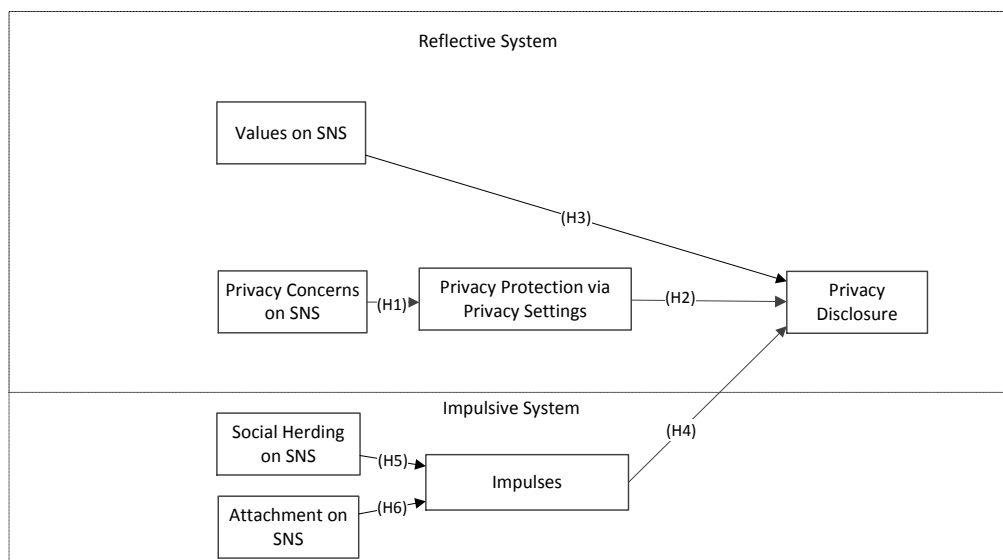 Reflective System
Values on SNS
(H3)
Privacy Concerns
on SNS
(H1)
Privacy Protection via
Privacy Settings
(H2)
Privacy
Disclosure
Impulsive System
(H4)
Social Herding
on SNS
(H5)
Impulses
Attachment on
SNS
(H6)